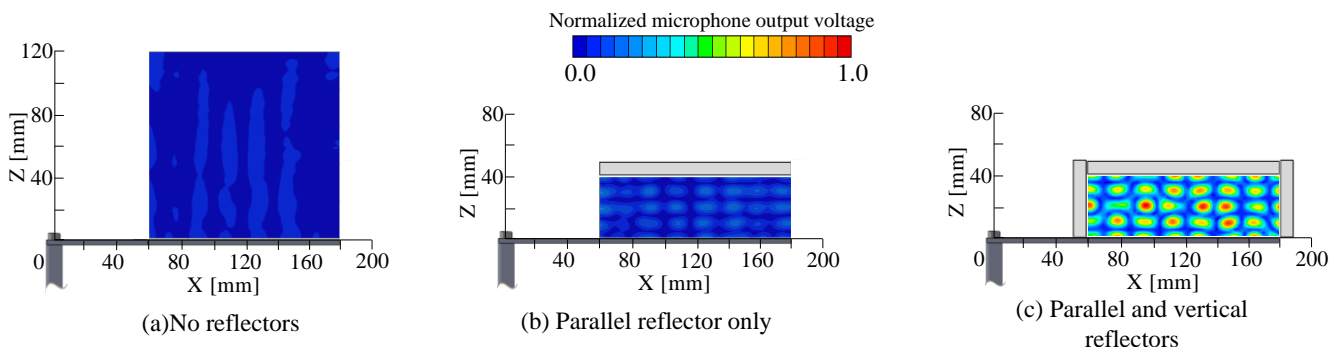 Normalized microphone output voltage
0.0 1.0
120
80
40
0
Z [mm]
40 80 120 160 200
X [mm]
(a)No reflectors
80
40
0
Z [mm]
40 80 120 160 200
X [mm]
(b) Parallel reflector only
80
40
0
Z [mm]
40 80 120 160 200
X [mm]
(c) Parallel and vertical
reflectors